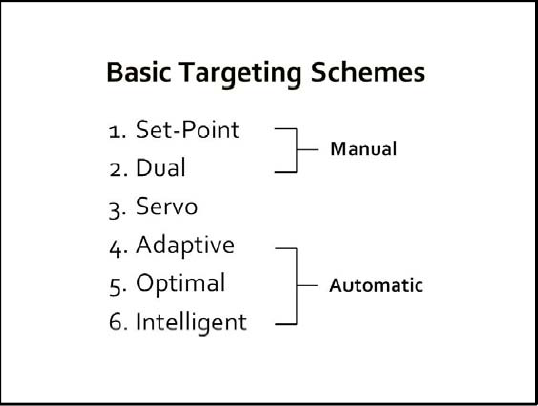 Basic Targeting Schemes
1. Set-Point
Manual
2. Dual
3. Servo
4. Adaptive
5. Optimal
Automatic
6. Intelligent